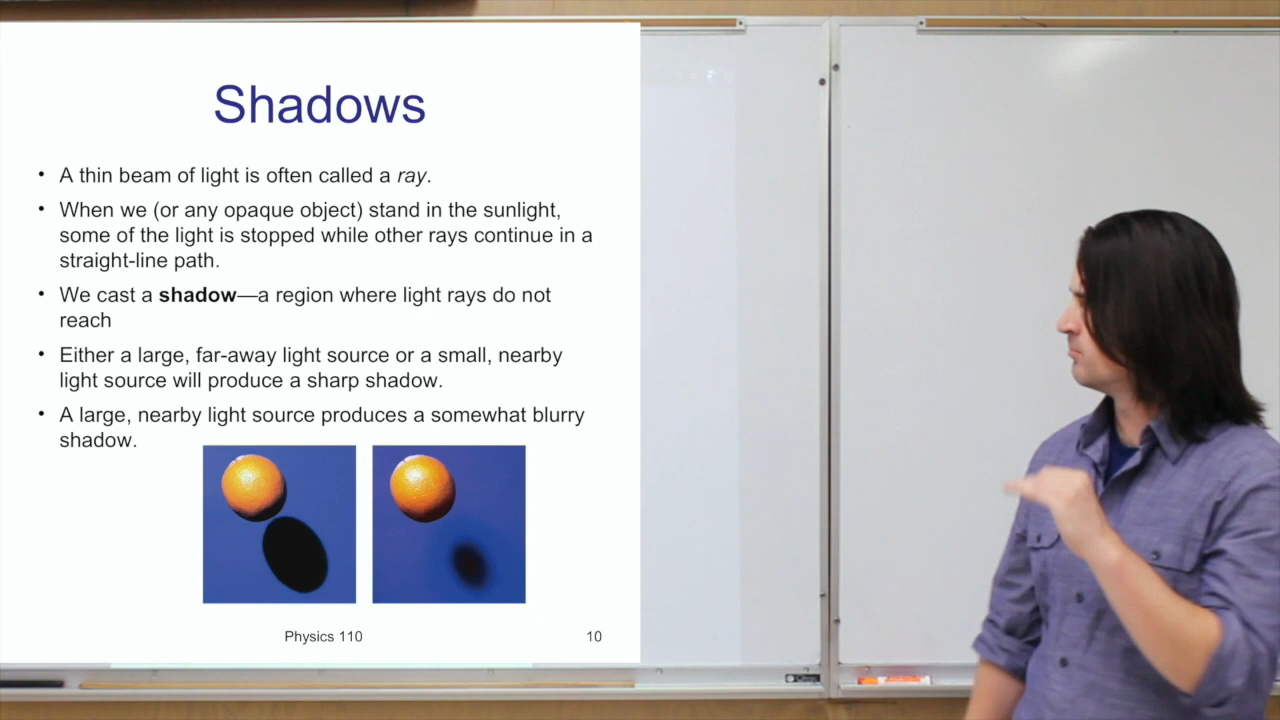 Shadows
• A thin beam of light is often called a ray.
• When we (or any opaque object) stand in the sunlight,
some of the light is stopped while other rays continue in a
straight-line path.
• We cast a shadow—a region where light rays do not
reach
• Either a large, far-away light source or a small, nearby
light source will produce a sharp shadow.
• A large, nearby light source produces a somewhat blurry
shadow.
Physics 110
10